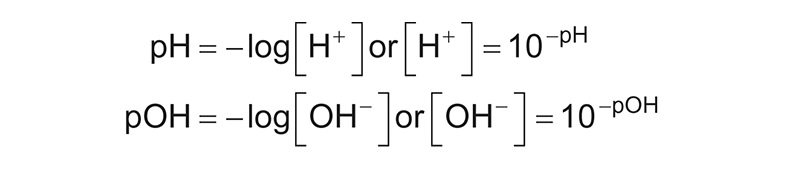 pH = −log[H⁺] or [H⁺] = 10⁻ᵖᴴ
pOH = −log[OH⁻] or [OH⁻] = 10⁻ᵖᴼᴴ